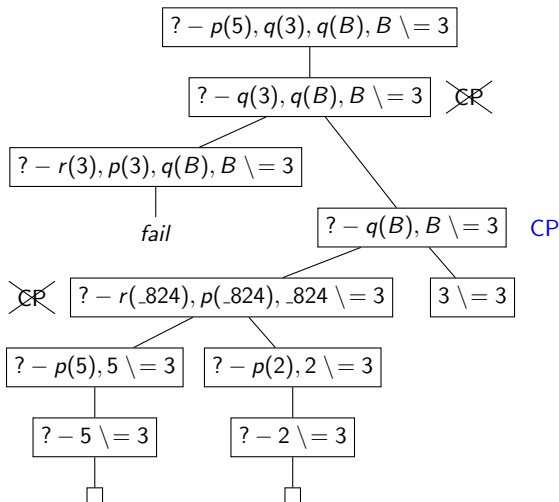 ? − p(5), q(3), q(B), B \= 3
? − q(3), q(B), B \= 3 CP
? − r(3), p(3), q(B), B \= 3
fail
? − q(B), B \= 3 CP
CP ? − r(_824), p(_824), _824 \= 3
3 \= 3
? − p(5), 5 \= 3
? − p(2), 2 \= 3
? − 5 \= 3
? − 2 \= 3